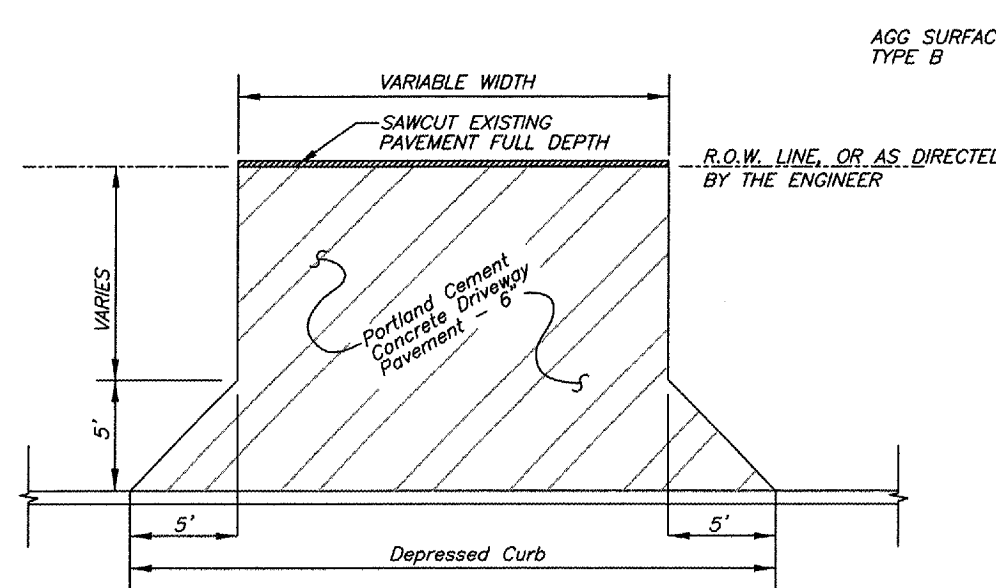 AGG SURFAC
TYPE B
VARIABLE WIDTH
SAWCUT EXISTING
PAVEMENT FULL DEPTH
R.O.W. LINE, OR AS DIRECTED
BY THE ENGINEER
VARIES
Portland Cement
Concrete Driveway
Pavement – 6"
5'
5'
5'
Depressed Curb